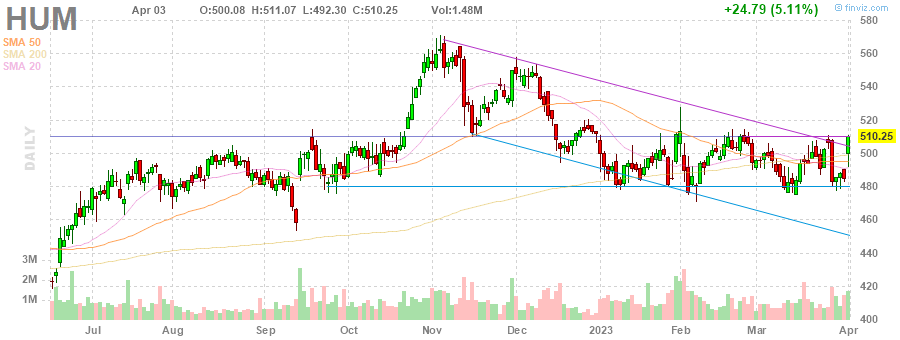 HUM Apr 03 O:500.08 H:511.07 L:492.30 C:510.25 Vol:1.48M +24.79 (5.11%) @ finviz.com
SMA 50
SMA 200
SMA 20
DAILY
580
560
540
520
510.25
500
480
460
440
420
400
3M
2M
1M
Jul Aug Sep Oct Nov Dec 2023 Feb Mar Apr